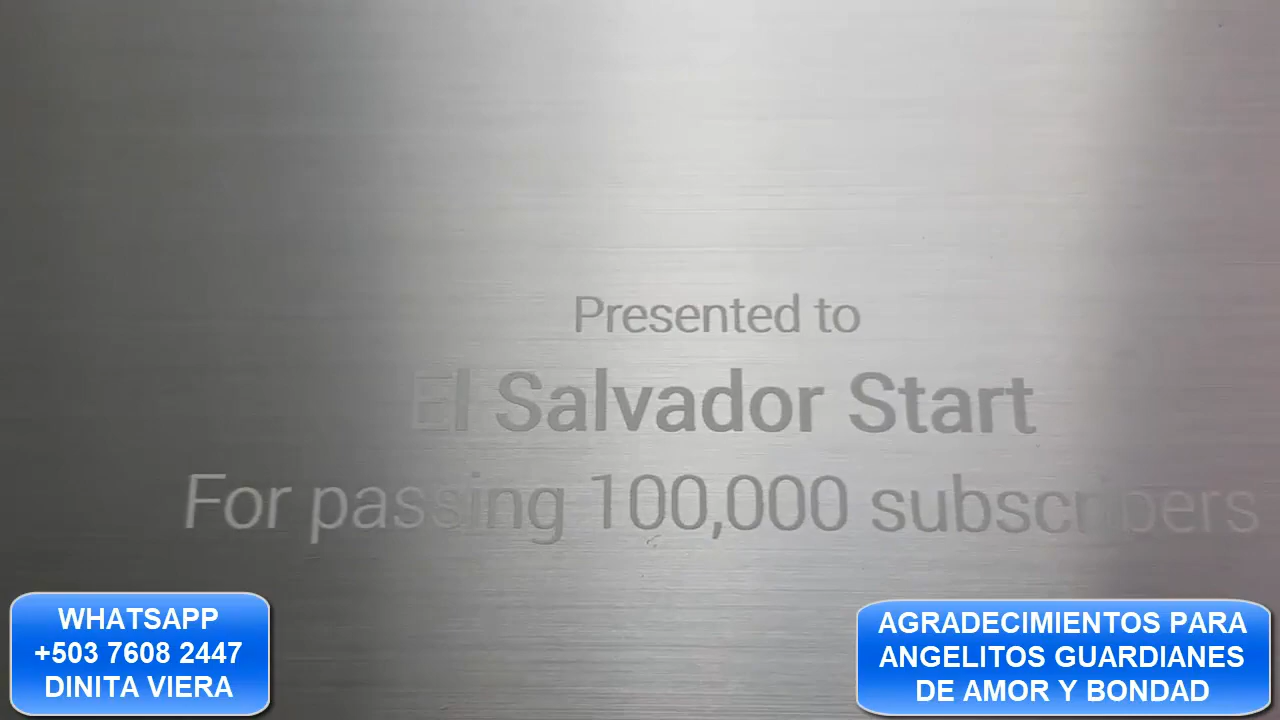 Presented to
El Salvador Start
For passing 100,000 subscribers
WHATSAPP
+503 7608 2447
DINITA VIERA
AGRADECIMIENTOS PARA
ANGELITOS GUARDIANES
DE AMOR Y BONDAD